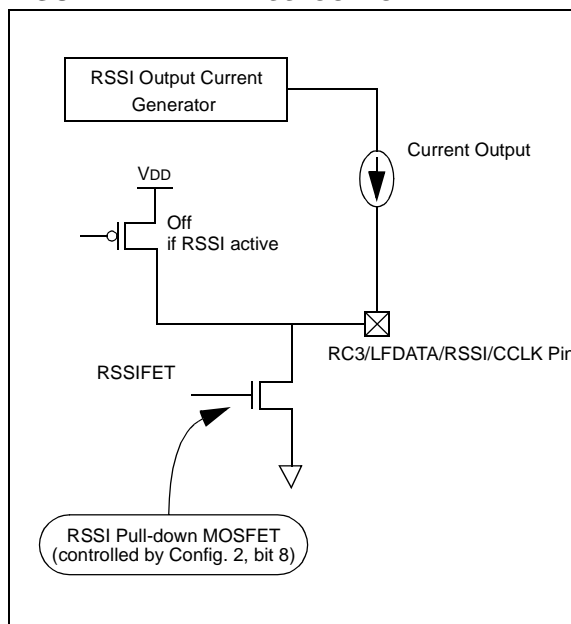 RSSI Output Current
Generator
Current Output
VDD
Off
if RSSI active
RC3/LFDATA/RSSI/CCLK Pin
RSSIFET
RSSI Pull-down MOSFET
(controlled by Config. 2, bit 8)